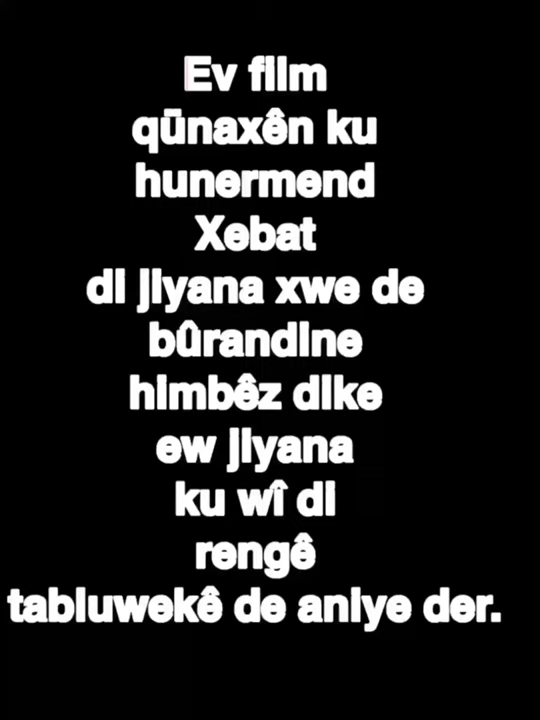 Ev film
qūnaxên ku
hunermend
Xebat
di jiyana xwe de
bûrandine
himbêz dike
ew jiyana
ku wî di
rengê
tabluwekê de aniye der.